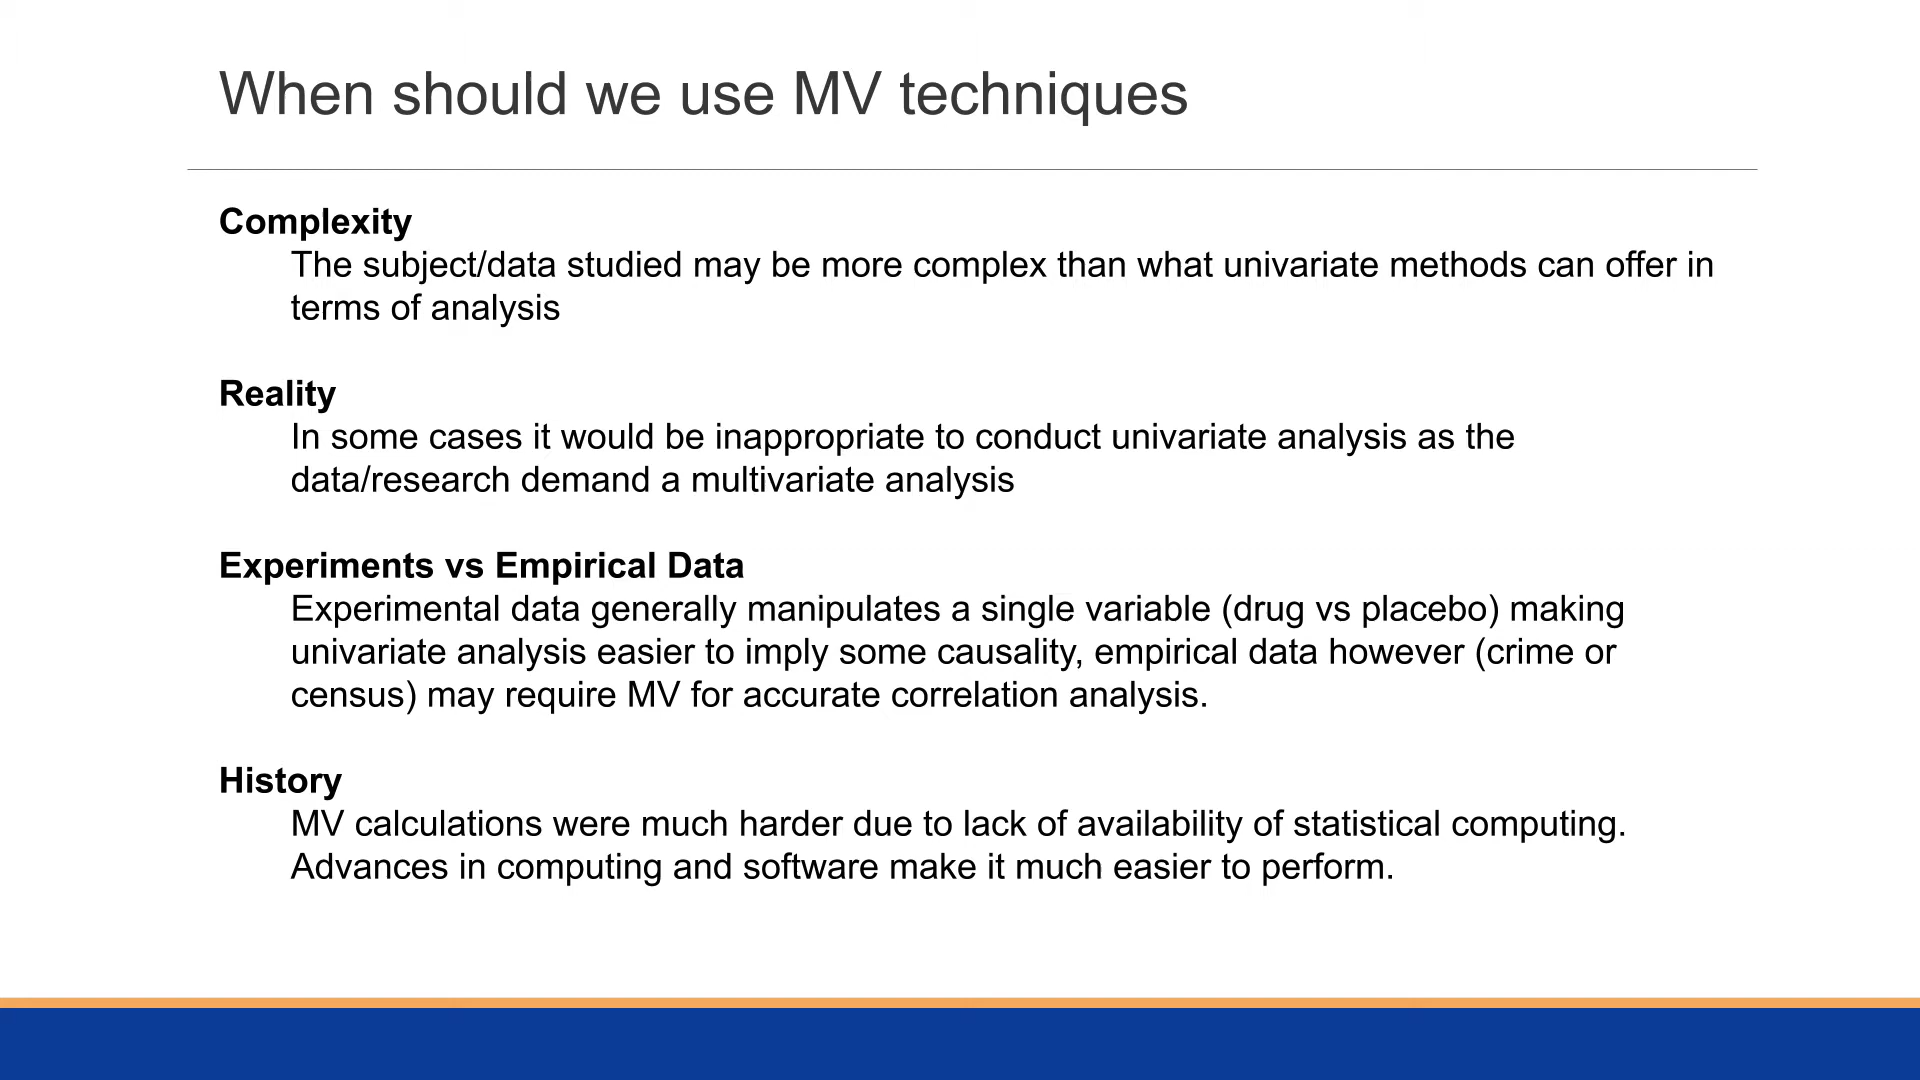 When should we use MV techniques
Complexity
The subject/data studied may be more complex than what univariate methods can offer in
terms of analysis
Reality
In some cases it would be inappropriate to conduct univariate analysis as the
data/research demand a multivariate analysis
Experiments vs Empirical Data
Experimental data generally manipulates a single variable (drug vs placebo) making
univariate analysis easier to imply some causality, empirical data however (crime or
census) may require MV for accurate correlation analysis.
History
MV calculations were much harder due to lack of availability of statistical computing.
Advances in computing and software make it much easier to perform.